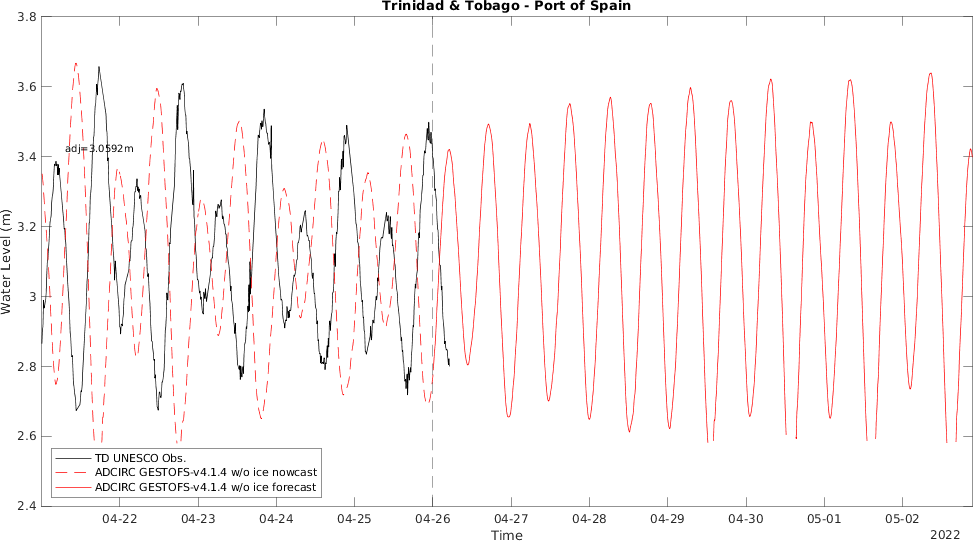 Trinidad & Tobago - Port of Spain
3.8
3.6
3.4
3.2
3
2.8
2.6
2.4
Water Level (m)
adj=3.0592m
TD UNESCO Obs.
ADCIRC GESTOFS-v4.1.4 w/o ice nowcast
ADCIRC GESTOFS-v4.1.4 w/o ice forecast
04-22 04-23 04-24 04-25 04-26 04-27 04-28 04-29 04-30 05-01 05-02
Time
2022